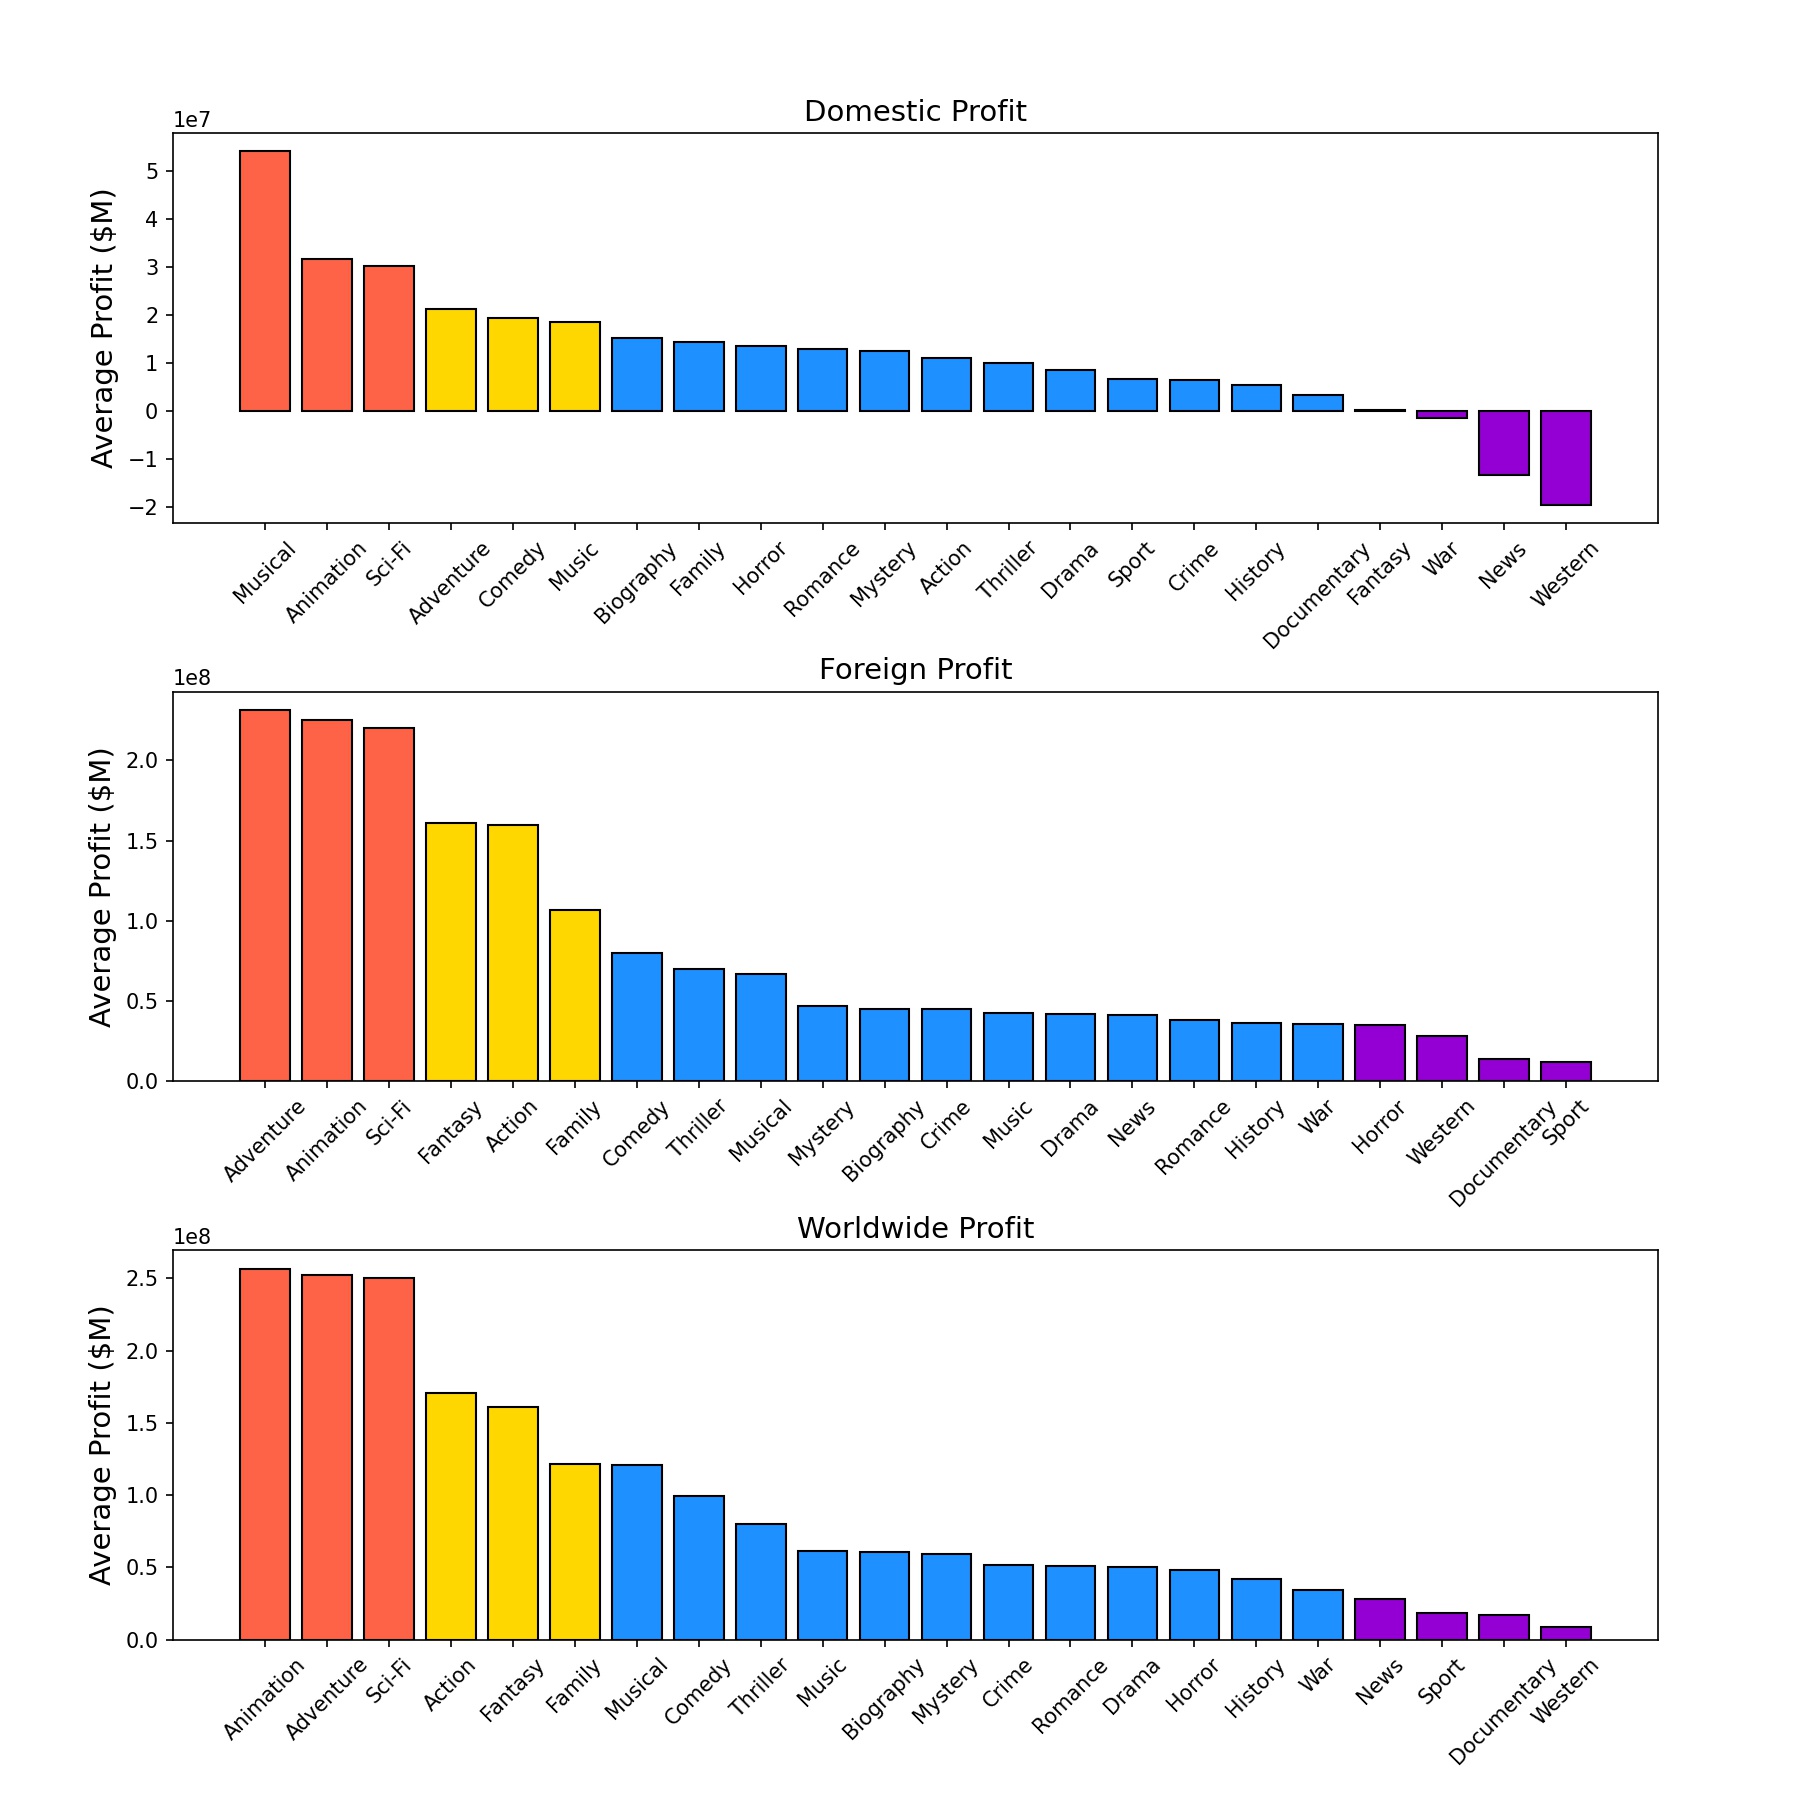 Domestic Profit
1e7
Average Profit ($M)
5
4
3
2
1
0
−1
−2
Musical
Animation
Sci-Fi
Adventure
Comedy
Music
Biography
Family
Horror
Romance
Mystery
Action
Thriller
Drama
Sport
Crime
History
Documentary
Fantasy
War
News
Western
Foreign Profit
1e8
Average Profit ($M)
2.0
1.5
1.0
0.5
0.0
Adventure
Animation
Sci-Fi
Fantasy
Action
Family
Comedy
Thriller
Musical
Mystery
Biography
Crime
Music
Drama
News
Romance
History
War
Horror
Western
Documentary
Sport
Worldwide Profit
1e8
Average Profit ($M)
2.5
2.0
1.5
1.0
0.5
0.0
Animation
Adventure
Sci-Fi
Action
Fantasy
Family
Musical
Comedy
Thriller
Music
Biography
Mystery
Crime
Romance
Drama
Horror
History
War
News
Sport
Documentary
Western